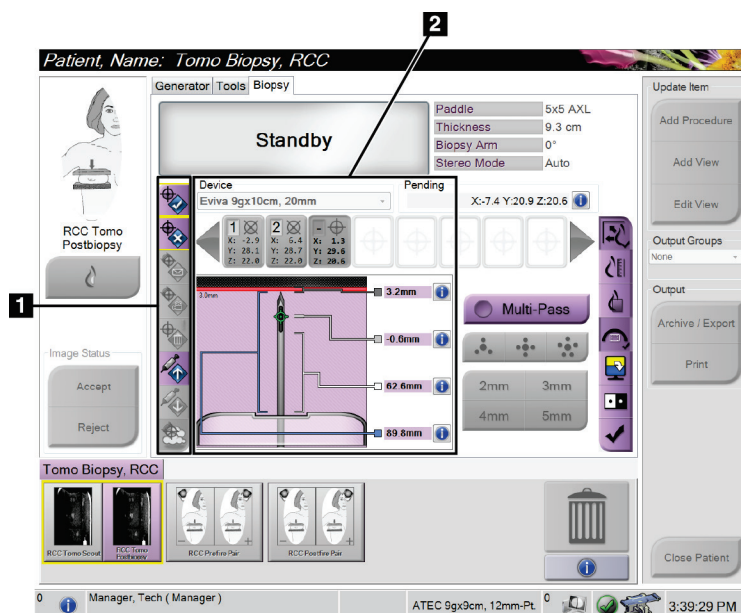 2
Patient, Name: Tomo Biopsy, RCC
Generator Tools Biopsy
Update Item
Standby
Paddle 5x5 AXL
Thickness 9.3 cm
Biopsy Arm 0°
Stereo Mode Auto
Add Procedure
Add View
Edit View
Device Pending
Eviva 9gx10cm, 20mm
X:-7.4 Y:20.9 Z:20.6
RCC Tomo
Postbiopsy
1
X: -2.9
Y: 28.1
Z: 22.0
2
X: 6.4
Y: 28.7
Z: 22.0
-
X: 1.3
Y: 29.6
Z: 20.6
Output Groups
None
1
3.0mm
3.2mm
-0.6mm
62.6mm
89.8mm
Multi-Pass
2mm 3mm
4mm 5mm
Output
Archive / Export
Print
Image Status
Accept
Reject
Tomo Biopsy, RCC
RCC Tomo Scout
RCC Tomo
Postbiopsy
RCC Prefire Pair
RCC Postfire Pair
Close Patient
0 Manager, Tech ( Manager ) ATEC 9gx9cm, 12mm-Pt. 0 3:39:29 PM